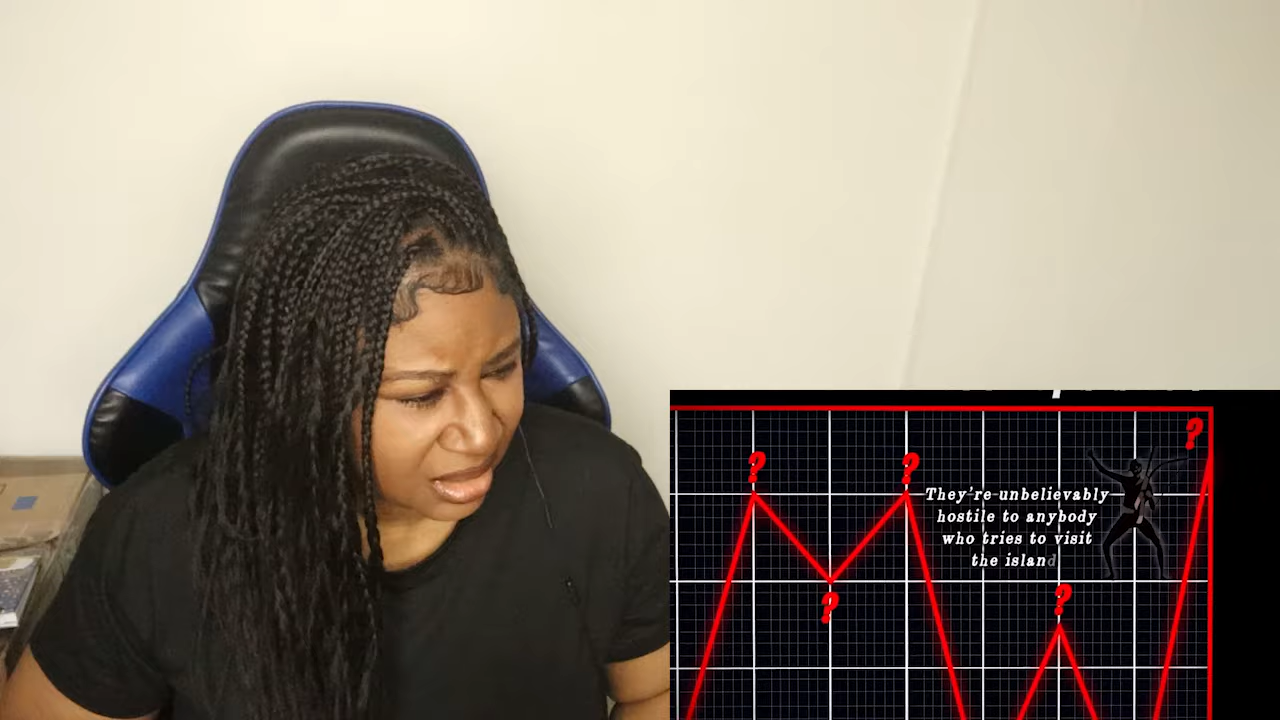 ?
?
?
They're unbelievably
hostile to anybody
who tries to visit
the island
?
?